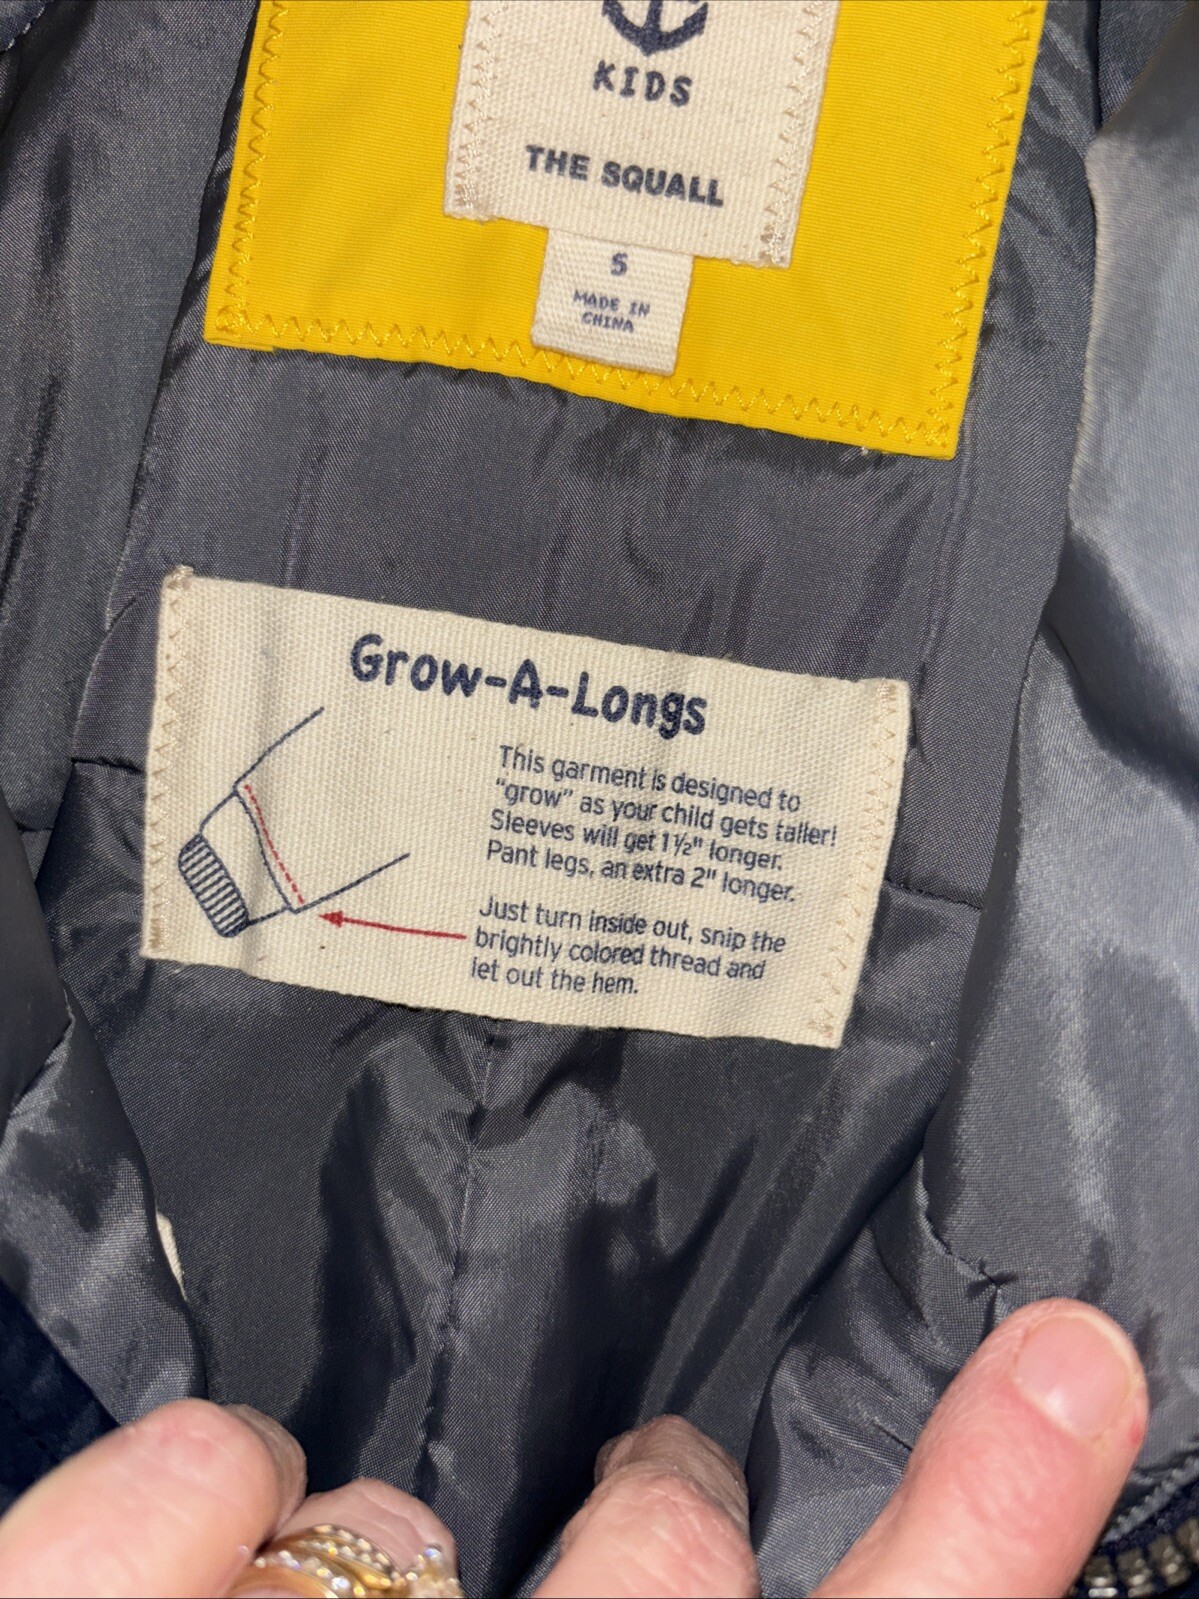 KIDS
THE SQUALL
S
MADE IN
CHINA
Grow-A-Longs
This garment is designed to
"grow" as your child gets taller!
Sleeves will get 1½" longer.
Pant legs, an extra 2" longer.
Just turn inside out, snip the
brightly colored thread and
let out the hem.